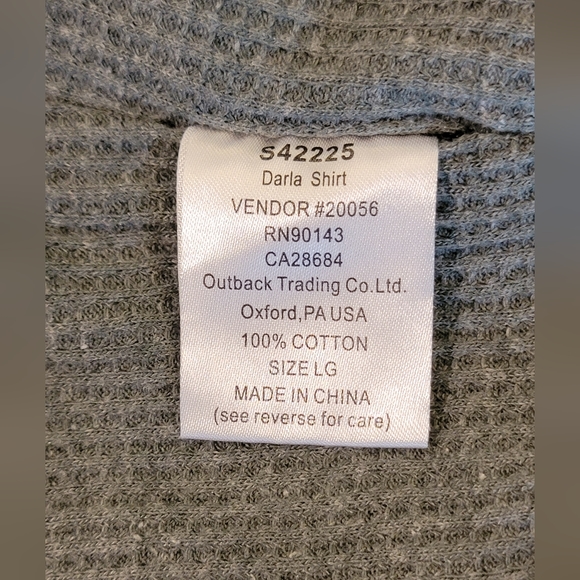 S42225
Darla Shirt
VENDOR #20056
RN90143
CA28684
Outback Trading Co.Ltd.
Oxford,PA USA
100% COTTON
SIZE LG
MADE IN CHINA
(see reverse for care)